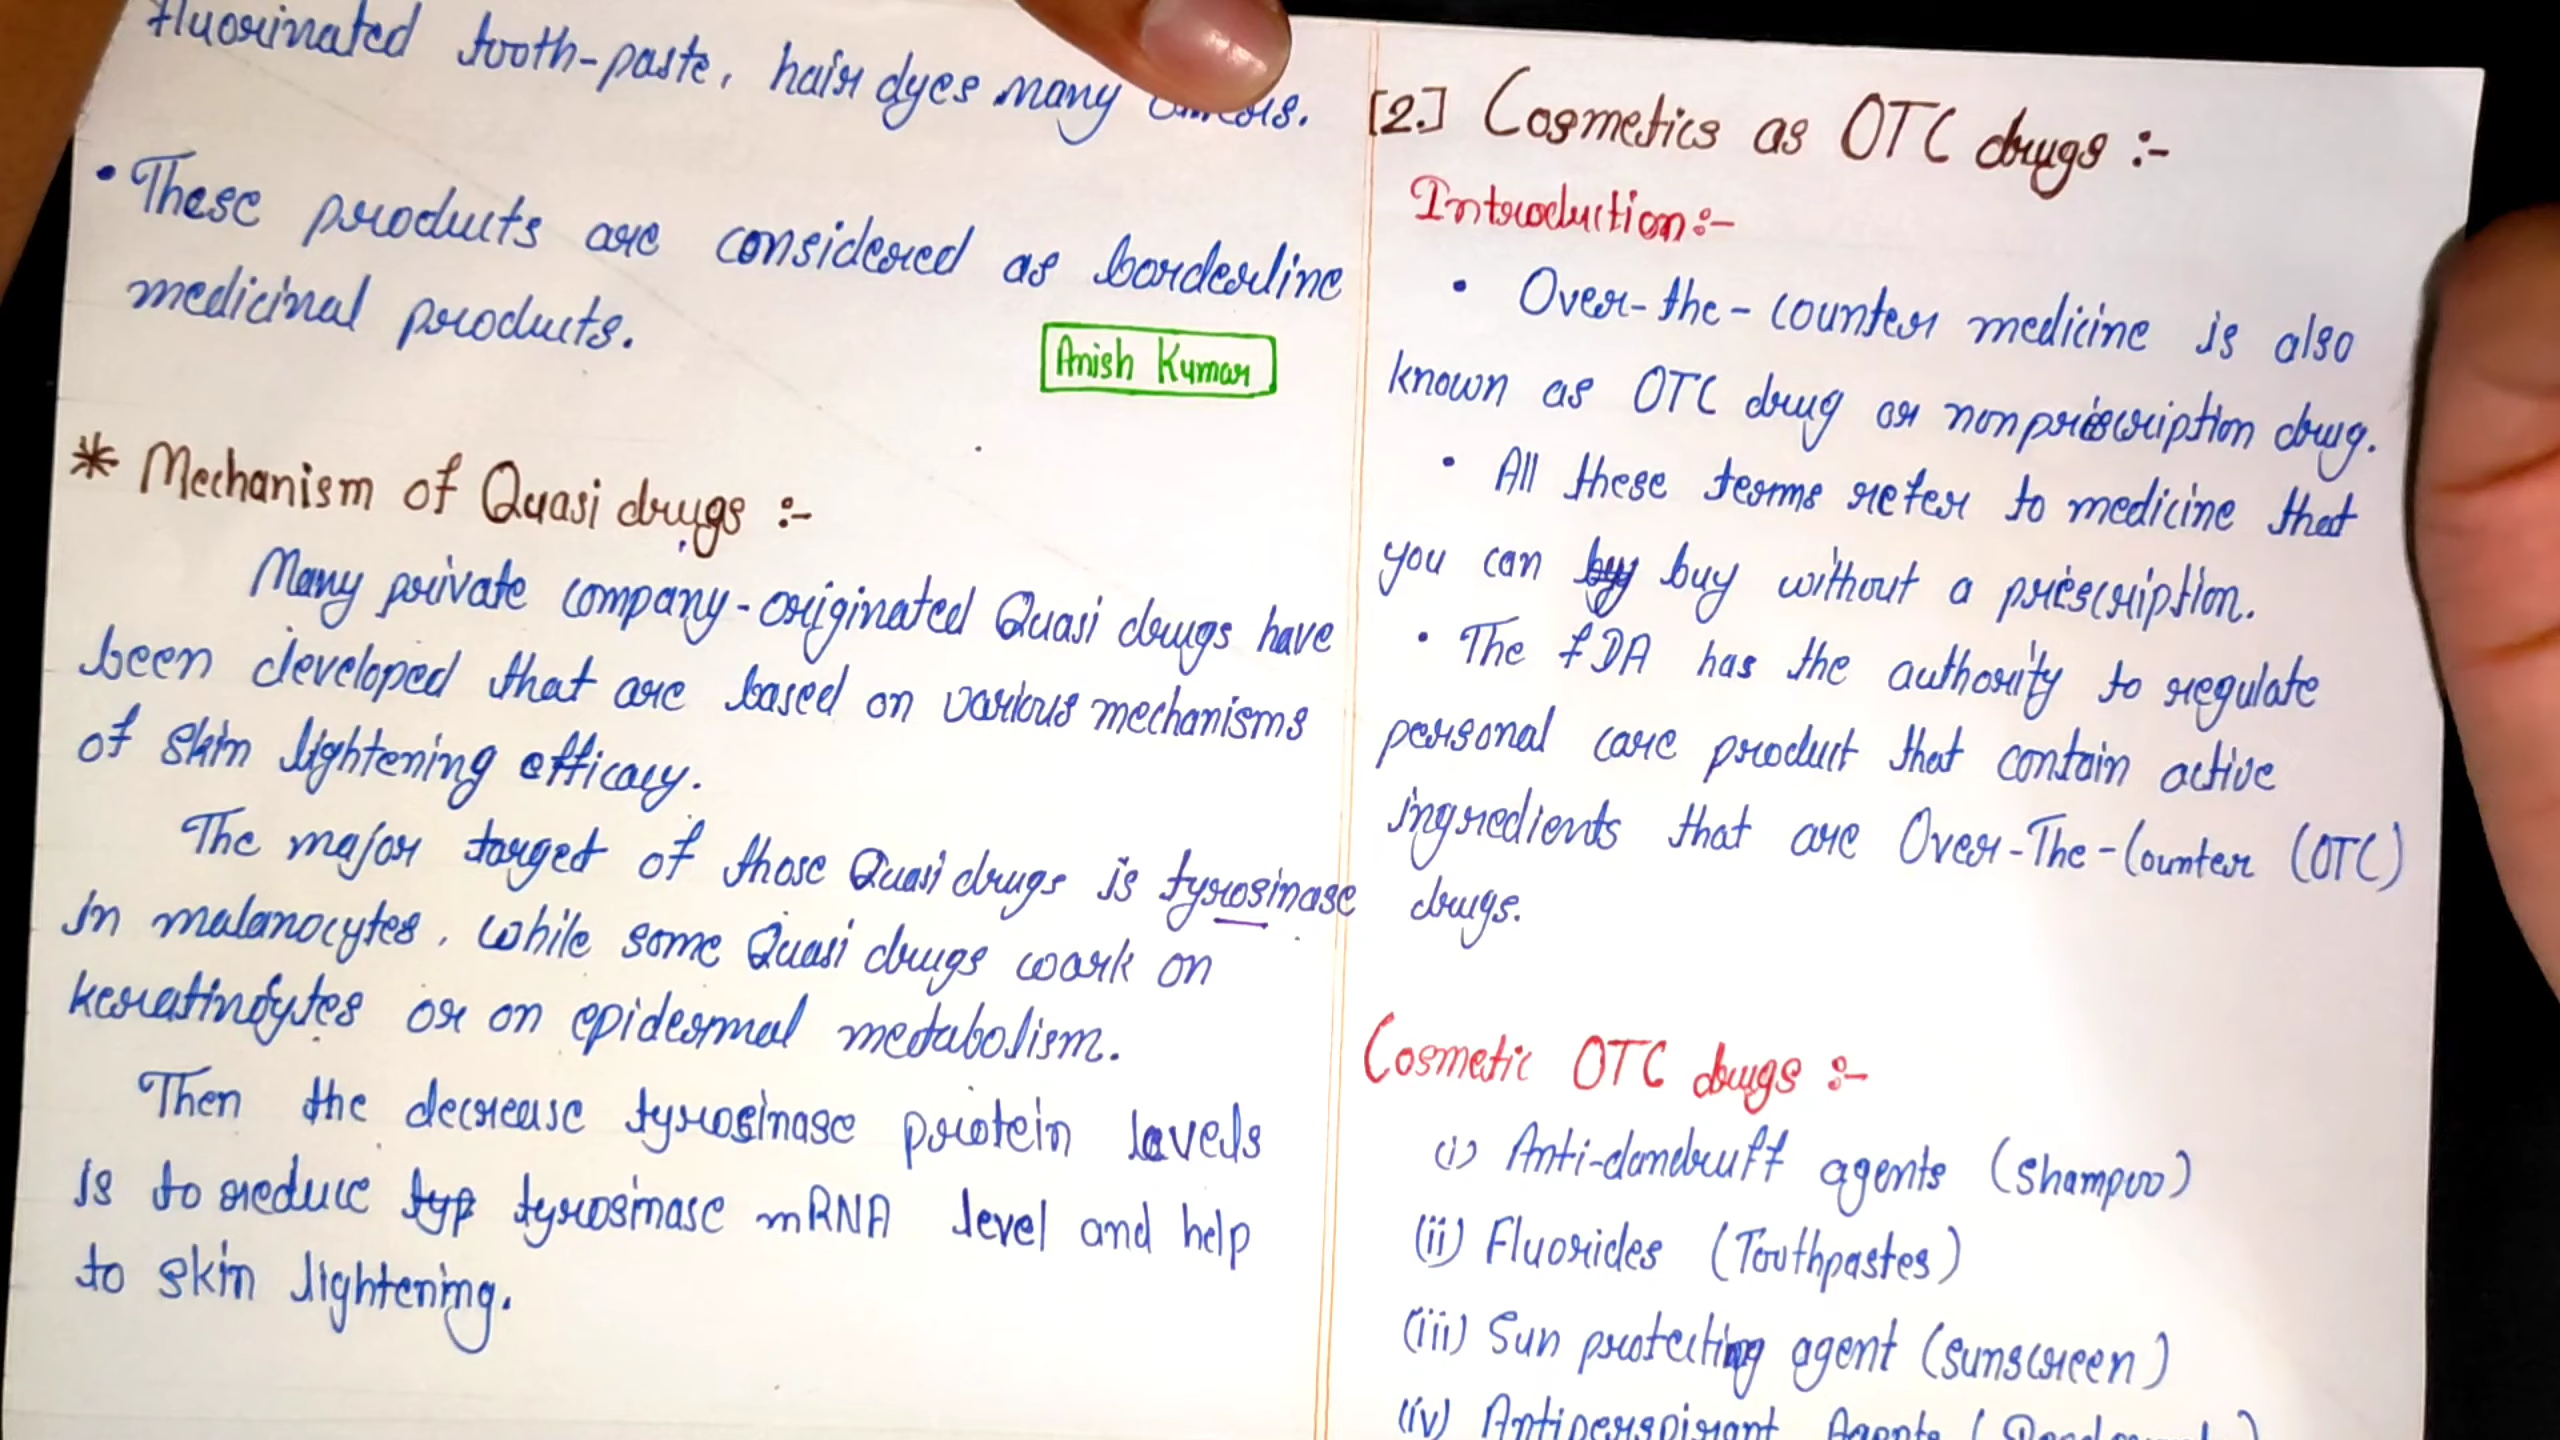 fluorinated tooth-paste, hair dyes many
• These products are considered as borderline
medicinal products.
Anish Kumar
* Mechanism of Quasi drugs :-
Many private company-originated Quasi drugs have
been developed that are based on various mechanisms
of skin lightening efficacy.
The major target of those Quasi drugs is tyrosinase
in malanocytes, while some Quasi drugs work on
keratinocytes or on epidermal metabolism.
Then the decrease tyrosinase protein levels
is to reduce typ tyrosinase mRNA level and help
to skin lightening.
[2.] Cosmetics as OTC drugs :-
Introduction:-
• Over-the-counter medicine is also
known as OTC drug or nonprescription drug.
• All these terms refer to medicine that
you can by buy without a prescription.
• The fDA has the authority to regulate
personal care product that contain active
ingredients that are Over-The-Counter (OTC)
drugs.
Cosmetic OTC drugs :-
(i) Anti-dandruff agents (shampoo)
(ii) Fluorides (Toothpastes)
(iii) Sun protecting agent (sunscreen)
(iv) Antiperspirant Agents